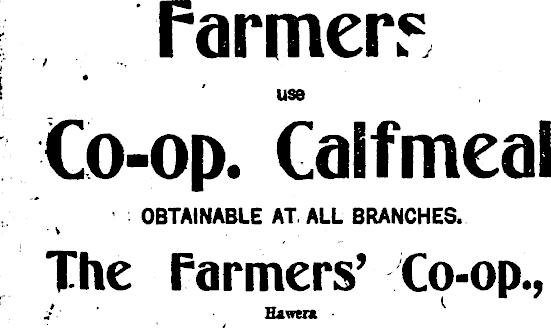 Farmers
use
Co-op. Calfmeal
OBTAINABLE AT ALL BRANCHES.
The Farmers' Co-op.,
Hawera